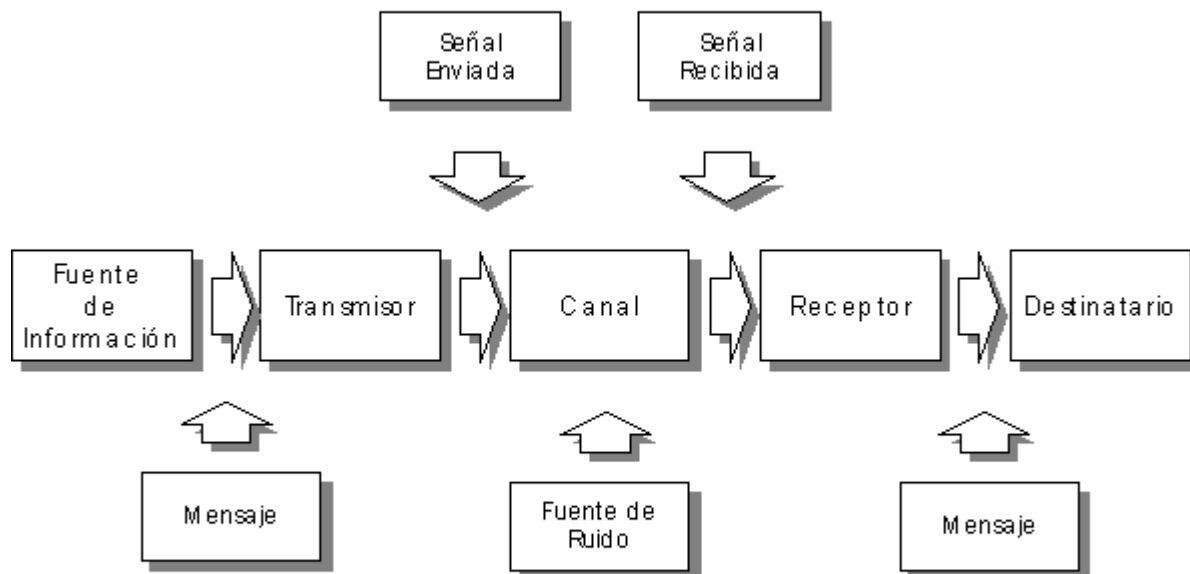 Señal
Enviada
Señal
Recibida
Fuente
de
Información
Transmisor
Canal
Receptor
Destinatario
Mensaje
Fuente de
Ruido
Mensaje